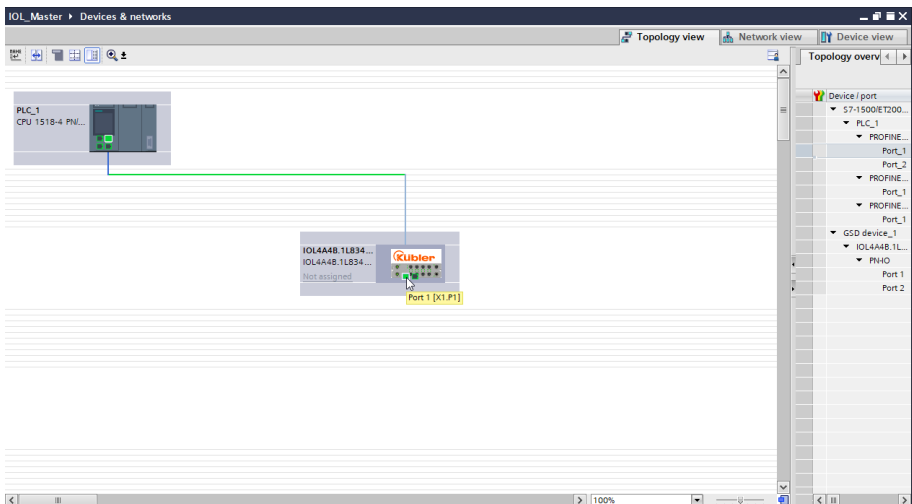 IOL_Master ▸ Devices & networks
Topology view
Network view
Device view
Topology overv
PLC_1
CPU 1518-4 PN/...
IOL4A4B.1L834...
IOL4A4B.1L834...
Not assigned
Kübler
Port 1 [X1.P1]
Device / port
S7-1500/ET200...
PLC_1
PROFINE...
Port_1
Port_2
PROFINE...
Port_1
PROFINE...
Port_1
GSD device_1
IOL4A4B.1L...
PN-IO
Port 1
Port 2
100%